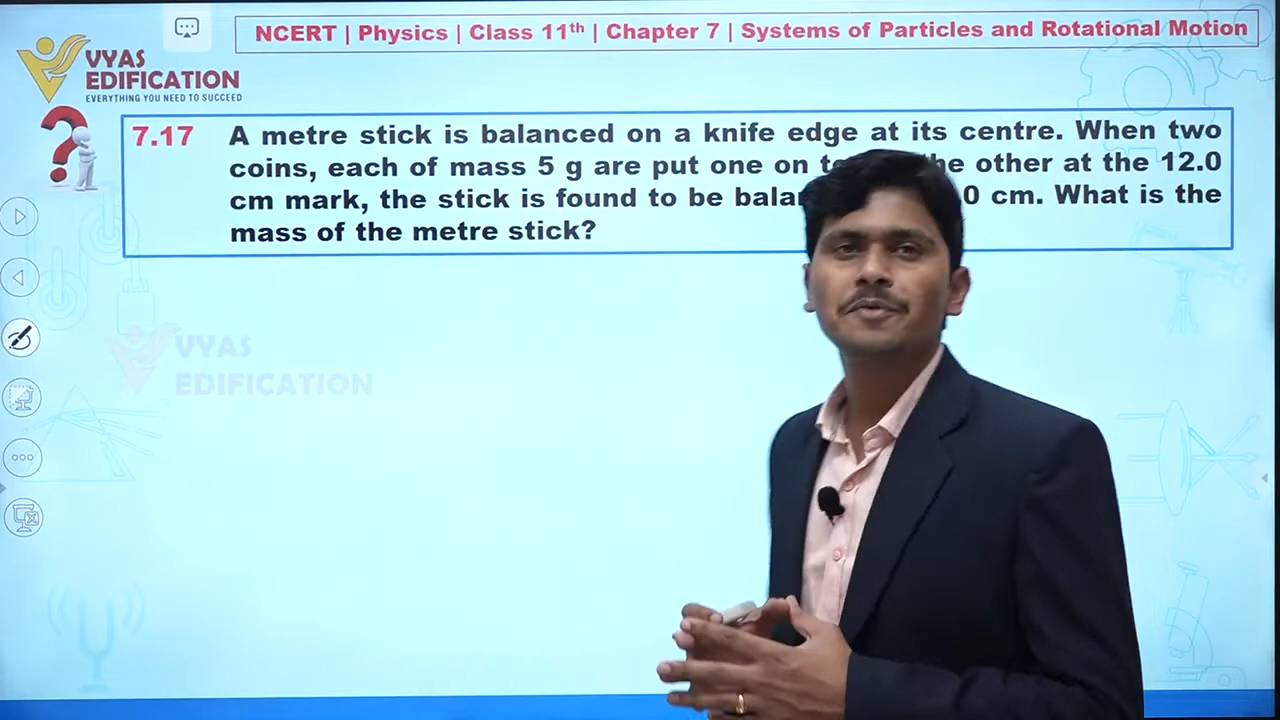 NCERT | Physics | Class 11th | Chapter 7 | Systems of Particles and Rotational Motion
VYAS
EDIFICATION
EVERYTHING YOU NEED TO SUCCEED
7.17 A metre stick is balanced on a knife edge at its centre. When two
coins, each of mass 5 g are put one on other at the 12.0
cm mark, the stick is found to be 0 cm. What is the
mass of the metre stick?
VYAS
EDIFICATION